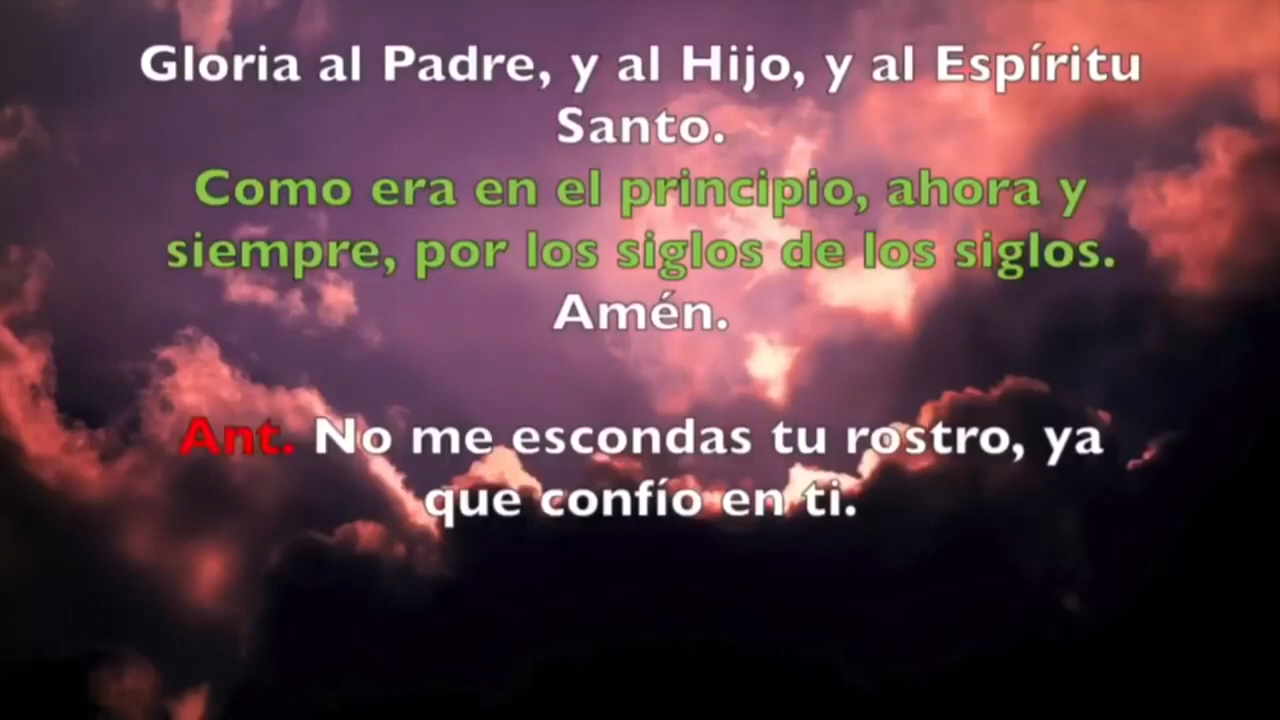 Gloria al Padre, y al Hijo, y al Espíritu
Santo.
Como era en el principio, ahora y
siempre, por los siglos de los siglos.
Amén.
Ant. No me escondas tu rostro, ya
que confío en ti.